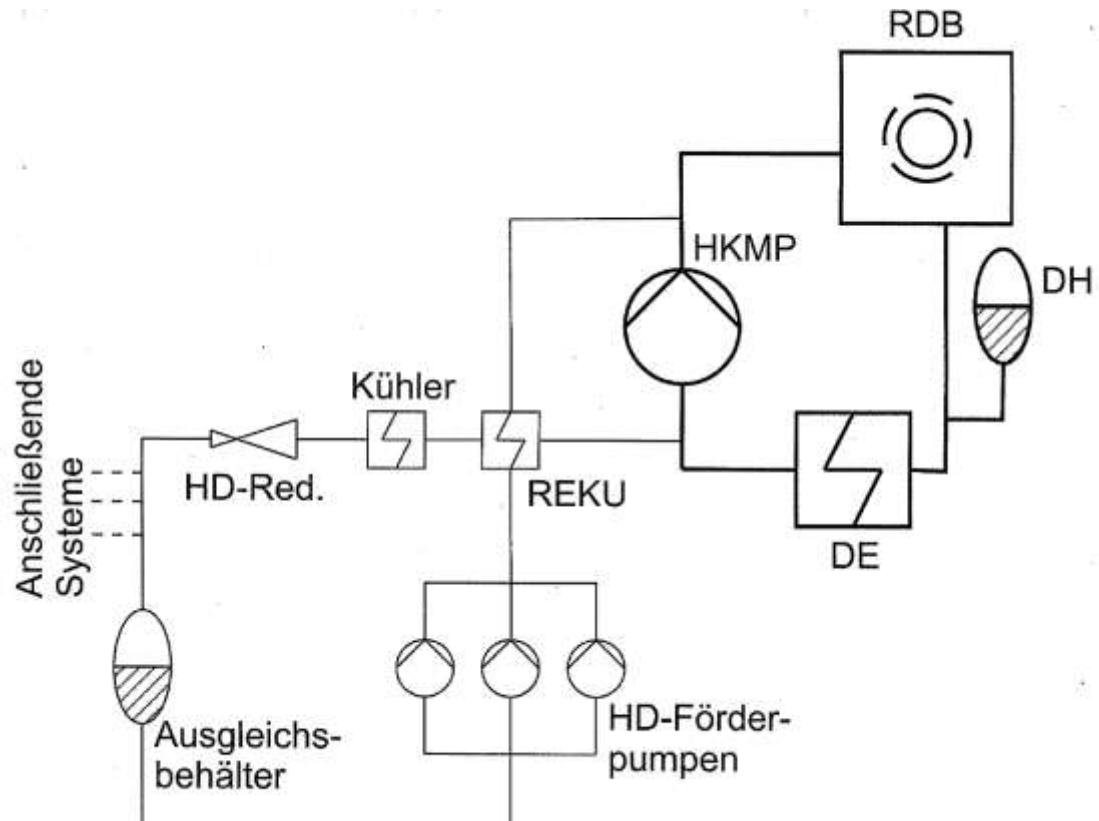 RDB
HKMP
DH
Kühler
Anschließende
Systeme
HD-Red.
REKU
DE
Ausgleichs-
behälter
HD-Förder-
pumpen